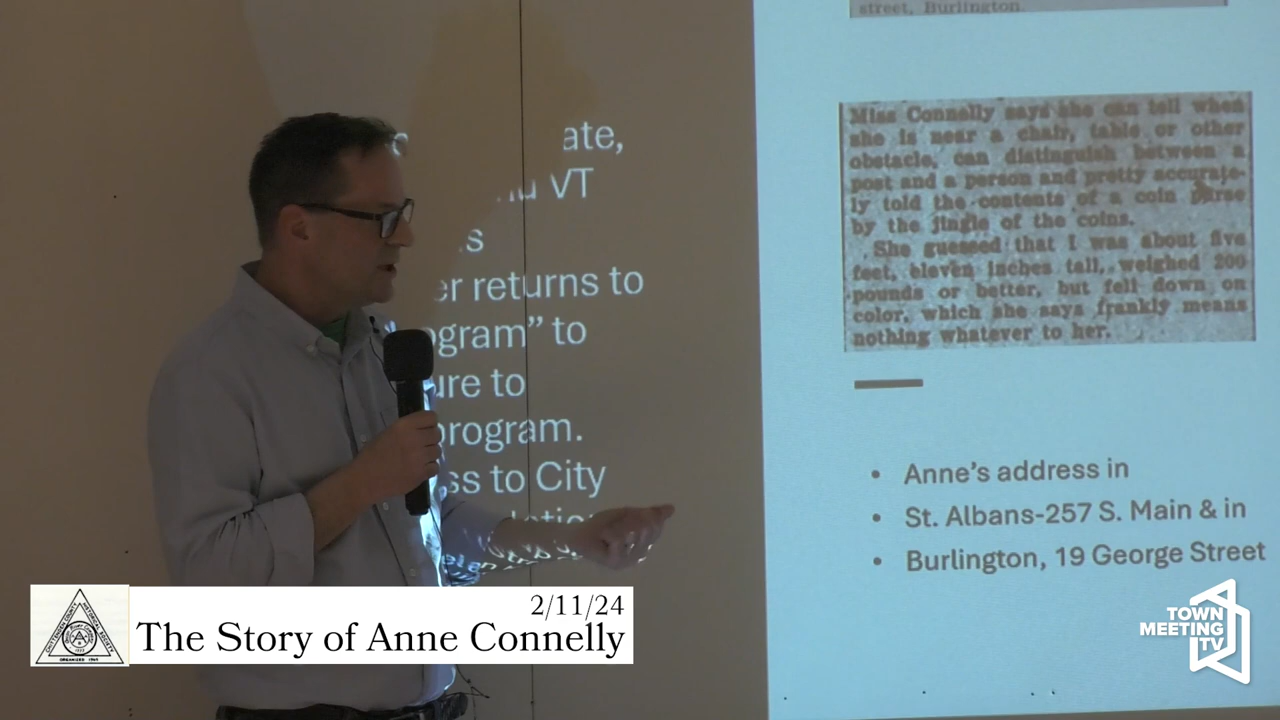 street, Burlington.
Miss Connelly says she can tell when
she is near a chair, table or other
obstacle, can distinguish between a
post and a person and pretty accurate-
ly told the contents of a coin purse
by the jingle of the coins.
She guessed that I was about five
feet, eleven inches tall, weighed 200
pounds or better, but fell down on
color, which she says frankly means
nothing whatever to her.
ate,
VT
s
er returns to
ogram” to
ure to
program.
ss to City
• Anne’s address in
• St. Albans-257 S. Main & in
• Burlington, 19 George Street
2/11/24
The Story of Anne Connelly
TOWN
MEETING
TV